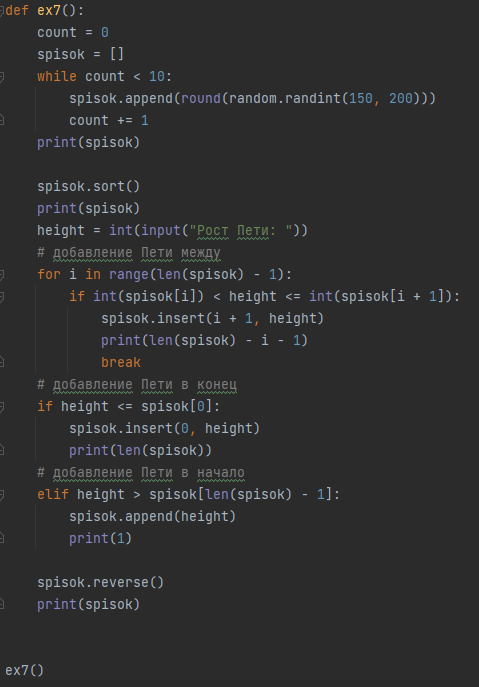 def ex7():
    count = 0
    spisok = []
    while count < 10:
        spisok.append(round(random.randint(150, 200)))
        count += 1
    print(spisok)

    spisok.sort()
    print(spisok)
    height = int(input("Рост Пети: "))
    # добавление Пети между
    for i in range(len(spisok) - 1):
        if int(spisok[i]) < height <= int(spisok[i + 1]):
            spisok.insert(i + 1, height)
            print(len(spisok) - i - 1)
            break
    # добавление Пети в конец
    if height <= spisok[0]:
        spisok.insert(0, height)
        print(len(spisok))
    # добавление Пети в начало
    elif height > spisok[len(spisok) - 1]:
        spisok.append(height)
        print(1)

    spisok.reverse()
    print(spisok)


ex7()